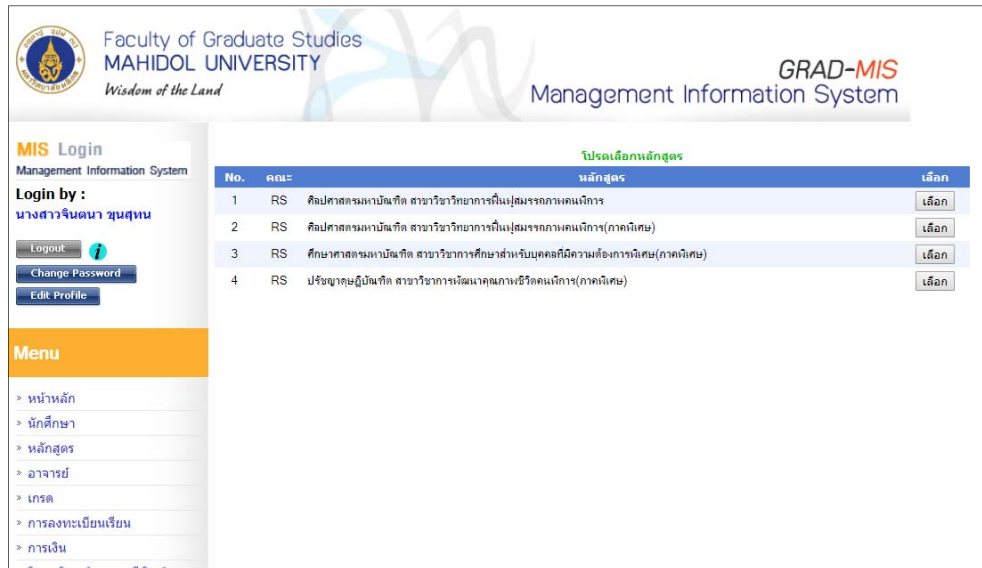 Faculty of Graduate Studies
MAHIDOL UNIVERSITY
Wisdom of the Land
GRAD-MIS
Management Information System
MIS Login
Management Information System
Login by :
นางสาวจินตนา ขุนสุทน
Logout
i
Change Password
Edit Profile
Menu
» หน้าหลัก
» นักศึกษา
» หลักสูตร
» อาจารย์
» เกรด
» การลงทะเบียนเรียน
» การเงิน
โปรดเลือกหลักสูตร
No. คณะ หลักสูตร เลือก
1 RS ศิลปศาสตรมหาบัณฑิต สาขาวิชาวิทยาการฟื้นฟูสมรรถภาพคนพิการ เลือก
2 RS ศิลปศาสตรมหาบัณฑิต สาขาวิชาวิทยาการฟื้นฟูสมรรถภาพคนพิการ(ภาคพิเศษ) เลือก
3 RS ศึกษาศาสตรมหาบัณฑิต สาขาวิชาการศึกษาสำหรับบุคคลที่มีความต้องการพิเศษ(ภาคพิเศษ) เลือก
4 RS ปรัชญาดุษฎีบัณฑิต สาขาวิชาการพัฒนาคุณภาพชีวิตคนพิการ(ภาคพิเศษ) เลือก